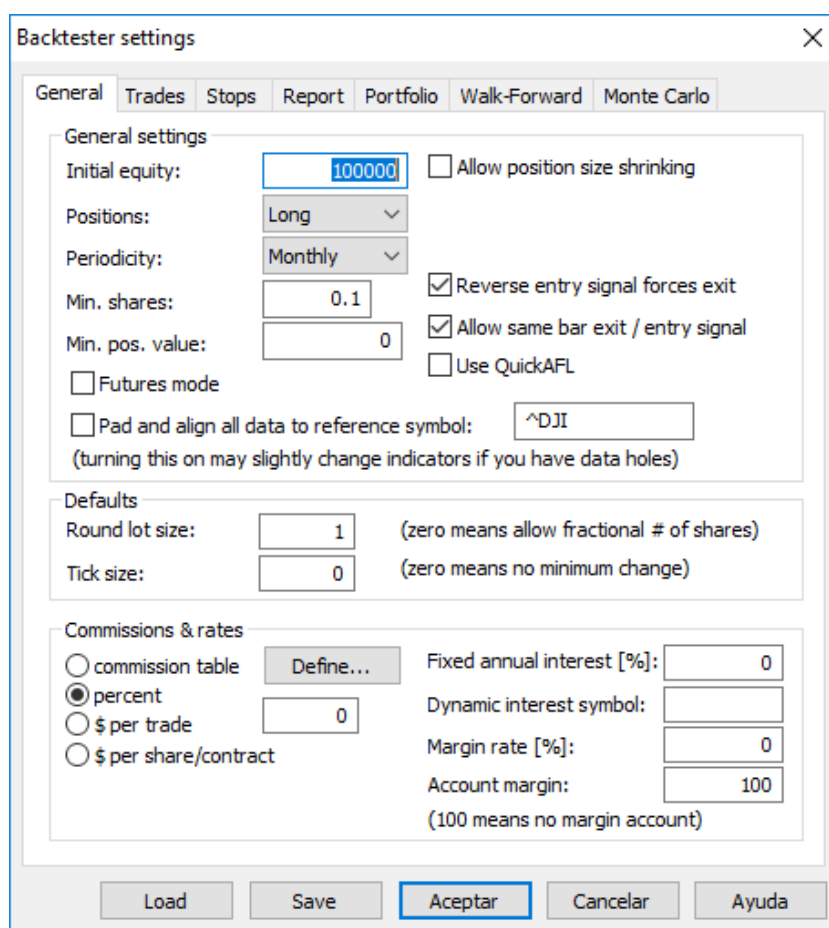 Backtester settings
General Trades Stops Report Portfolio Walk-Forward Monte Carlo
General settings
Initial equity: 100000 Allow position size shrinking
Positions: Long
Periodicity: Monthly
Reverse entry signal forces exit
Min. shares: 0.1
Allow same bar exit / entry signal
Min. pos. value: 0
Use QuickAFL
Futures mode
Pad and align all data to reference symbol: ^DJI
(turning this on may slightly change indicators if you have data holes)
Defaults
Round lot size: 1 (zero means allow fractional # of shares)
Tick size: 0 (zero means no minimum change)
Commissions & rates
commission table Define... Fixed annual interest [%]: 0
percent
Dynamic interest symbol:
$ per trade 0
Margin rate [%]: 0
$ per share/contract
Account margin: 100
(100 means no margin account)
Load Save Aceptar Cancelar Ayuda